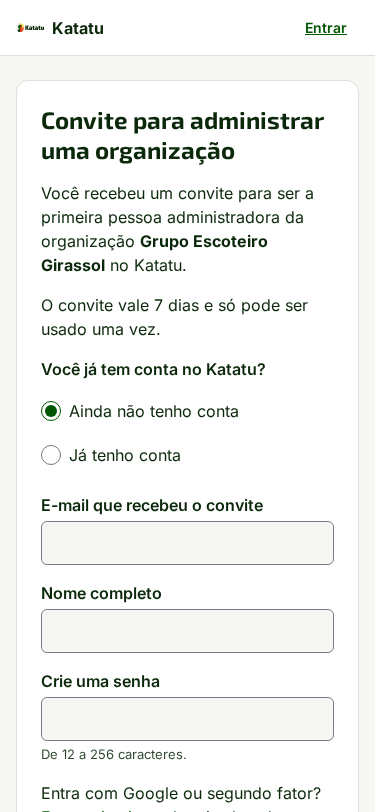 Katatu Katatu
Entrar
Convite para administrar
uma organização
Você recebeu um convite para ser a
primeira pessoa administradora da
organização Grupo Escoteiro
Girassol no Katatu.
O convite vale 7 dias e só pode ser
usado uma vez.
Você já tem conta no Katatu?
Ainda não tenho conta
Já tenho conta
E-mail que recebeu o convite
Nome completo
Crie uma senha
De 12 a 256 caracteres.
Entra com Google ou segundo fator?